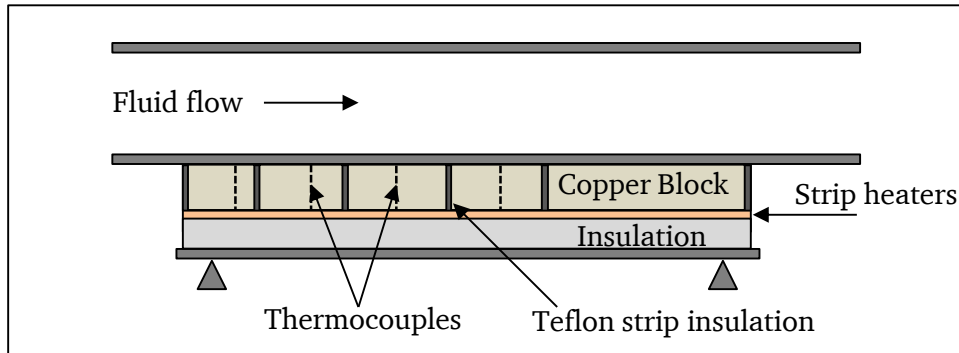 Fluid flow
Copper Block
Strip heaters
Insulation
Thermocouples
Teflon strip insulation